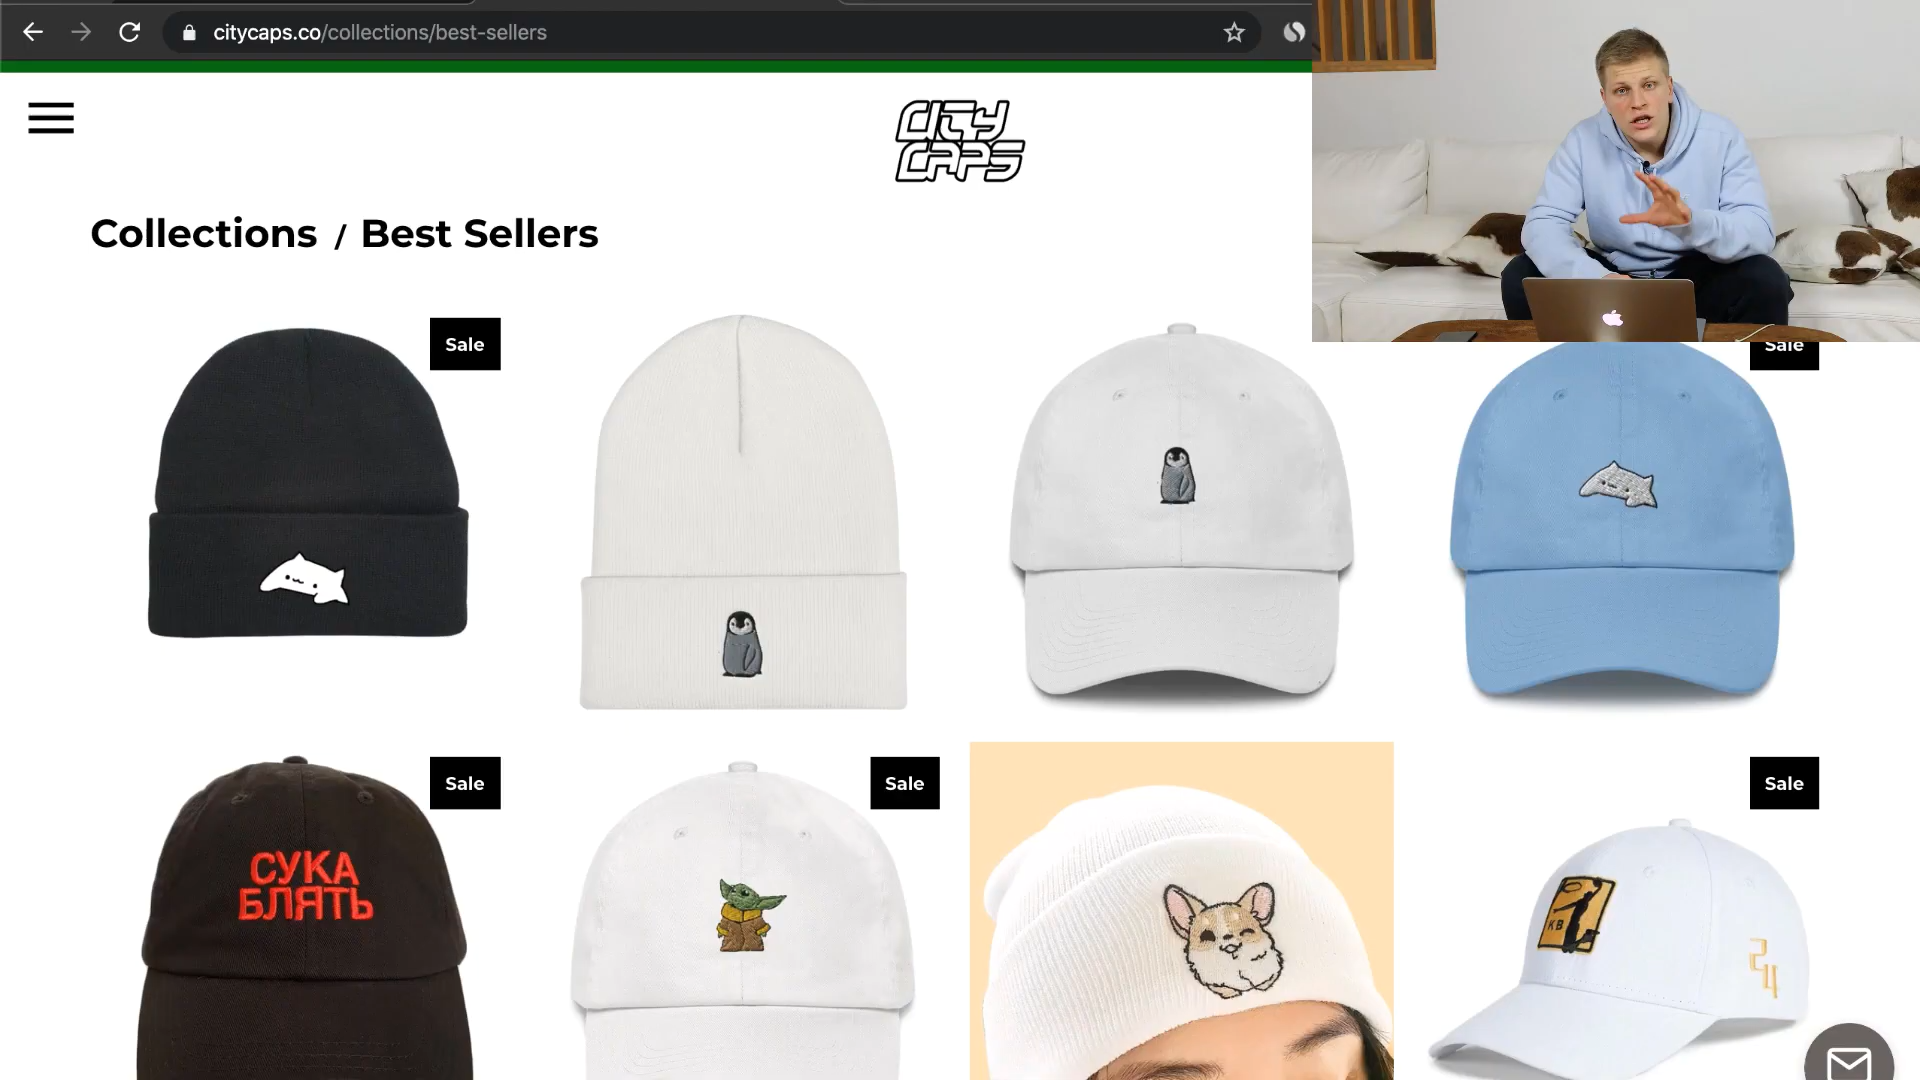 citycaps.co/collections/best-sellers
CITY
CAPS
Collections / Best Sellers
Sale
Sale
Sale
Sale
Sale
СУКА
БЛЯТЬ
KB
24